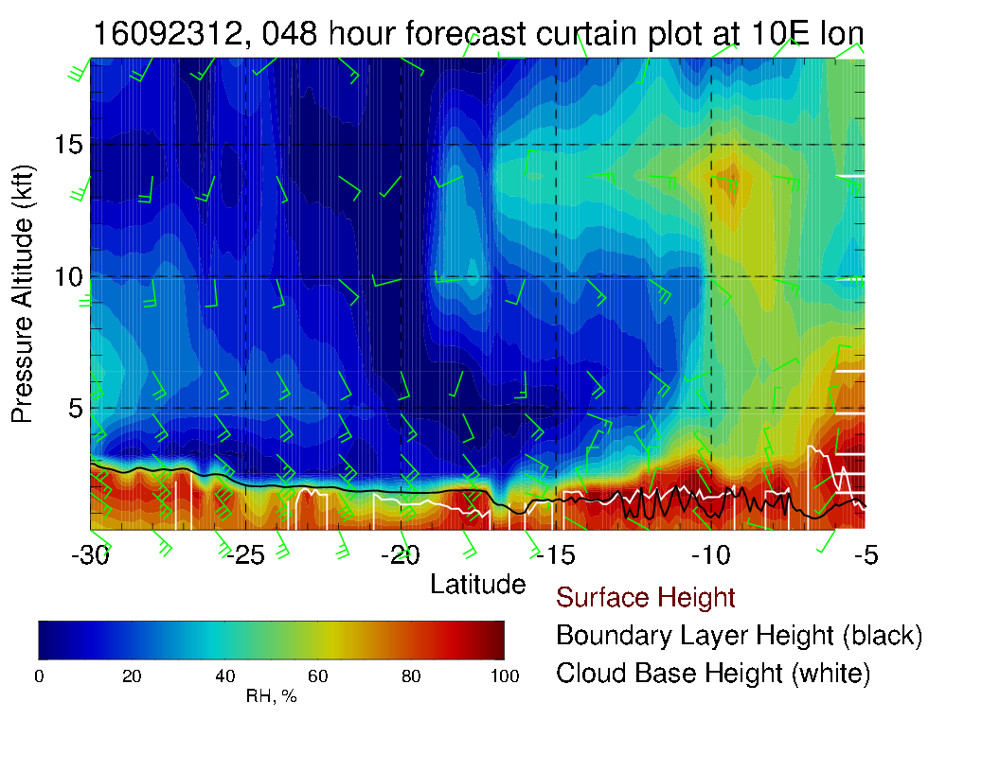 16092312, 048 hour forecast curtain plot at 10E lon
Pressure Altitude (kft)
15
10
5
-30 -25 -20 -15 -10 -5
Latitude
Surface Height
Boundary Layer Height (black)
Cloud Base Height (white)
0 20 40 60 80 100
RH, %